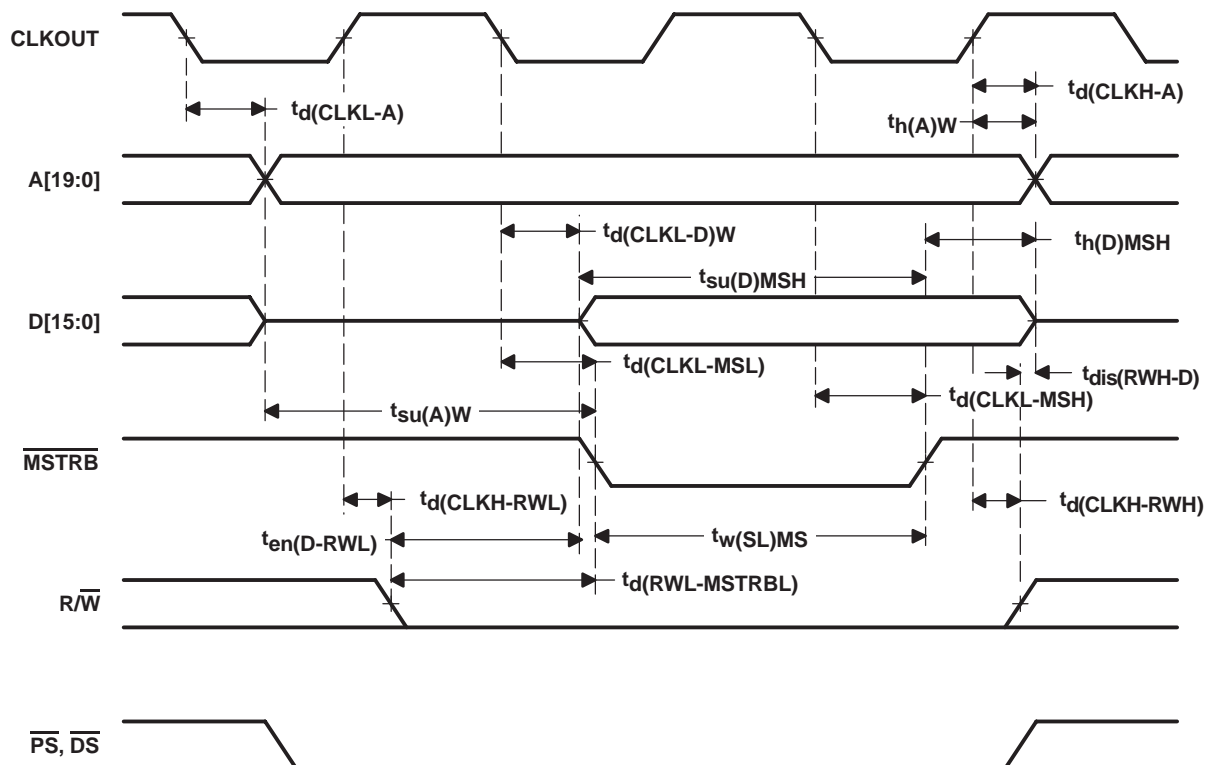 CLKOUT
td(CLKL-A)
td(CLKH-A)
th(A)W
A[19:0]
td(CLKL-D)W
th(D)MSH
tsu(D)MSH
D[15:0]
td(CLKL-MSL)
tdis(RWH-D)
td(CLKL-MSH)
tsu(A)W
MSTRB
td(CLKH-RWL)
td(CLKH-RWH)
ten(D-RWL)
tw(SL)MS
td(RWL-MSTRBL)
R/W
PS, DS